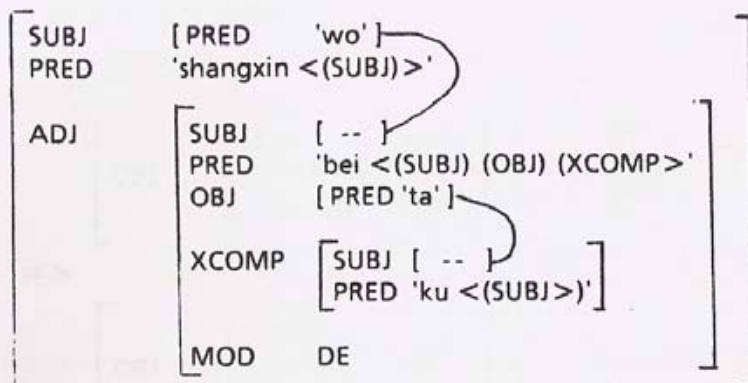 SUBJ [ PRED 'wo' ]
PRED 'shangxin <(SUBJ)>'
ADJ SUBJ [ -- ]
PRED 'bei <(SUBJ) (OBJ) (XCOMP>'
OBJ [ PRED 'ta' ]
XCOMP SUBJ [ -- ]
PRED 'ku <(SUBJ>)'
MOD DE